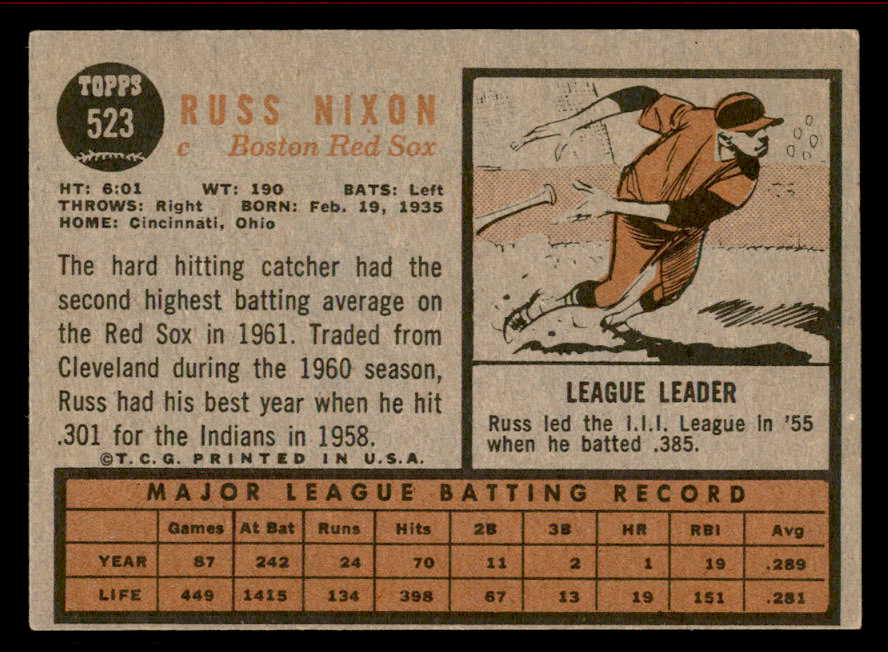 TOPPS
523
RUSS NIXON
c Boston Red Sox
HT: 6:01 WT: 190 BATS: Left
THROWS: Right BORN: Feb. 19, 1935
HOME: Cincinnati, Ohio
The hard hitting catcher had the
second highest batting average on
the Red Sox in 1961. Traded from
Cleveland during the 1960 season,
Russ had his best year when he hit
.301 for the Indians in 1958.
©T.C.G. PRINTED IN U.S.A.
LEAGUE LEADER
Russ led the I.I.I. League in '55
when he batted .385.
MAJOR LEAGUE BATTING RECORD
Games At Bat Runs Hits 2B 3B HR RBI Avg
YEAR 87 242 24 70 11 2 1 19 .289
LIFE 449 1415 134 398 67 13 19 151 .281